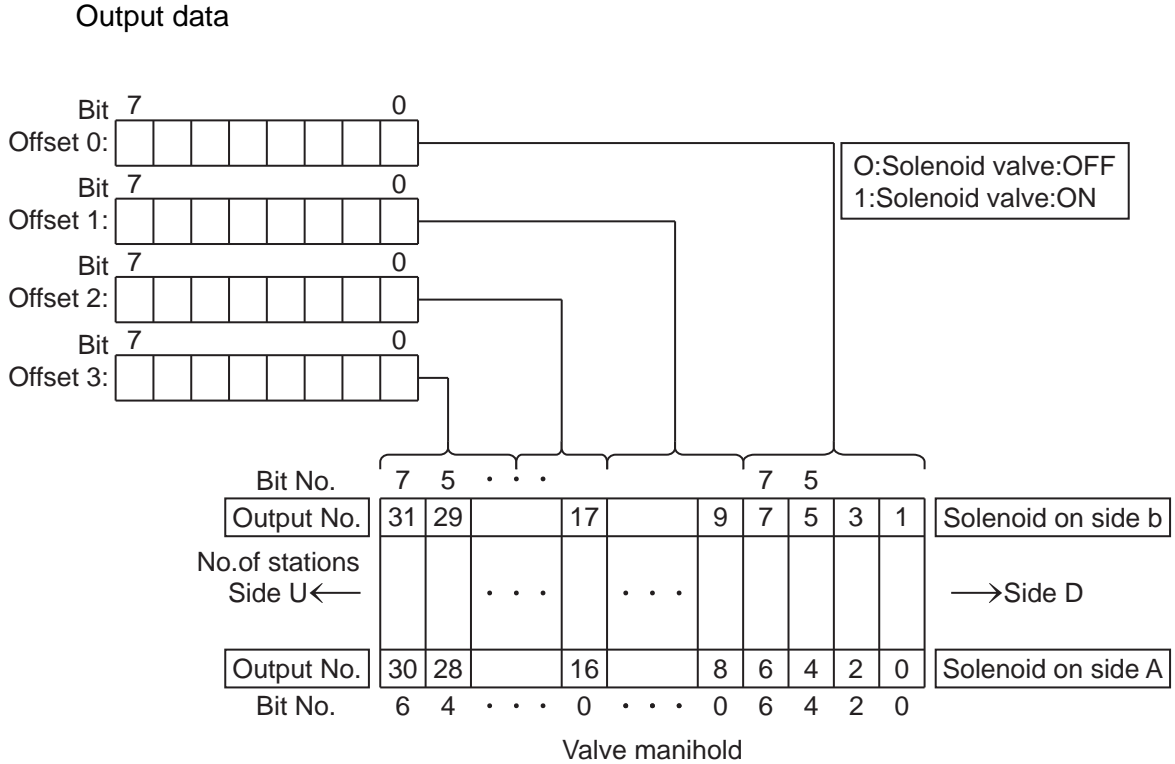 Output data
Bit 7 0
Offset 0:
Bit 7 0
Offset 1:
Bit 7 0
Offset 2:
Bit 7 0
Offset 3:
O:Solenoid valve:OFF
1:Solenoid valve:ON
Bit No. 7 5 · · · 7 5
Output No. 31 29 17 9 7 5 3 1 Solenoid on side b
No.of stations
Side U ← · · · · · · → Side D
Output No. 30 28 16 8 6 4 2 0 Solenoid on side A
Bit No. 6 4 · · · 0 · · · 0 6 4 2 0
Valve manihold